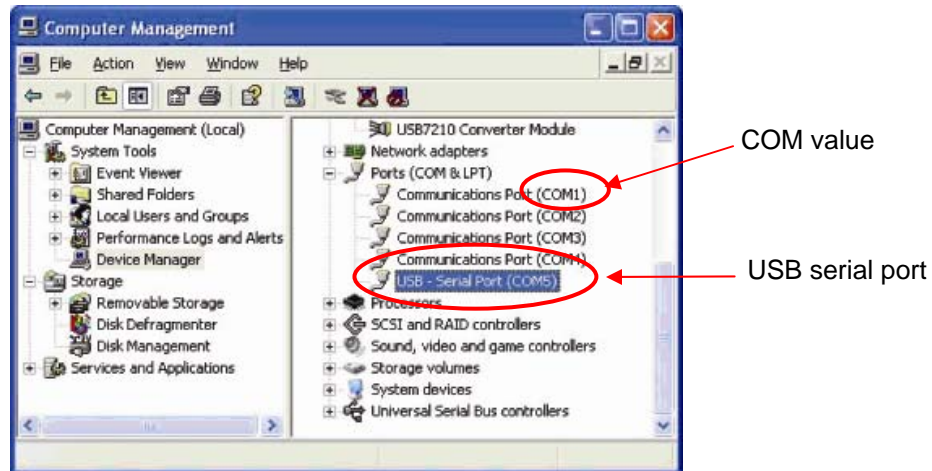 Computer Management
File Action View Window Help
Computer Management (Local)
System Tools
Event Viewer
Shared Folders
Local Users and Groups
Performance Logs and Alerts
Device Manager
Storage
Removable Storage
Disk Defragmenter
Disk Management
Services and Applications
USB7210 Converter Module
Network adapters
Ports (COM & LPT)
Communications Port (COM1)
Communications Port (COM2)
Communications Port (COM3)
Communications Port (COM4)
USB - Serial Port (COM5)
Processors
SCSI and RAID controllers
Sound, video and game controllers
Storage volumes
System devices
Universal Serial Bus controllers
COM value
USB serial port